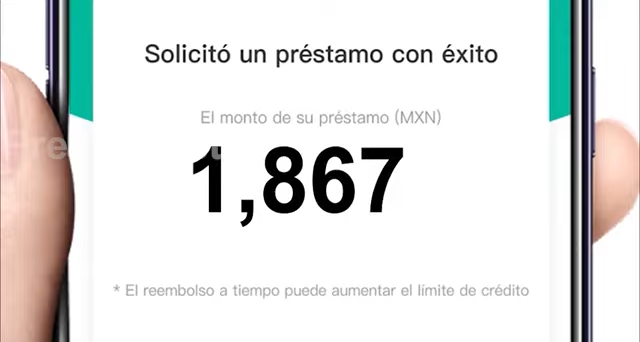 Solicitó un préstamo con éxito
El monto de su préstamo (MXN)
1,867
* El reembolso a tiempo puede aumentar el límite de crédito